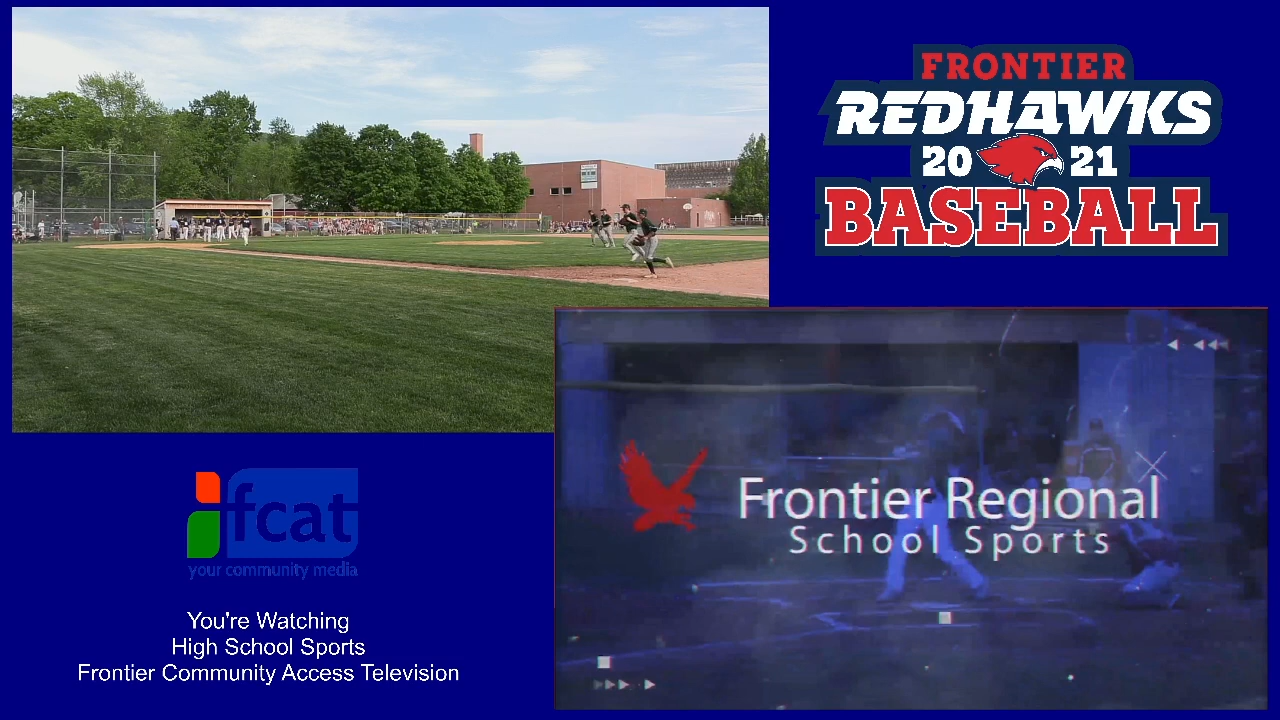 FRONTIER
REDHAWKS
20 21
BASEBALL
Frontier Regional
School Sports
fcat
your community media
You're Watching
High School Sports
Frontier Community Access Television